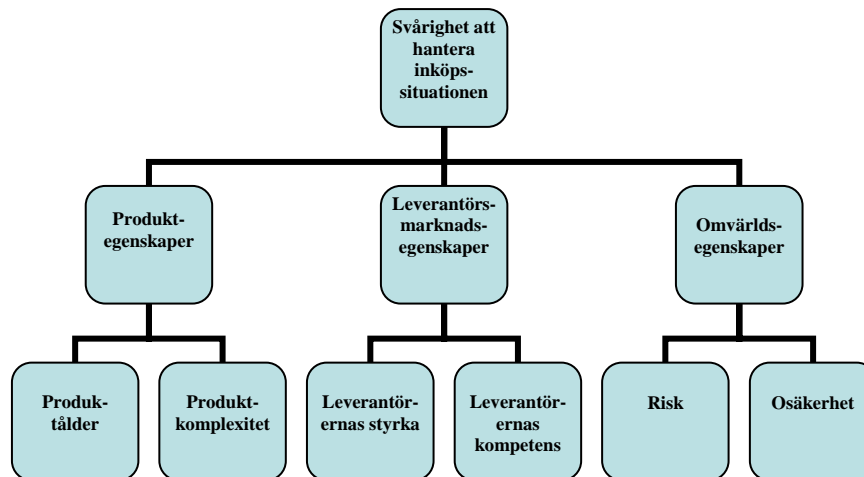 Svårighet att
hantera
inköps-
situationen
Produkt-
egenskaper
Leverantörs-
marknads-
egenskaper
Omvärlds-
egenskaper
Produk-
tålder
Produkt-
komplexitet
Leverantör-
ernas styrka
Leverantör-
ernas
kompetens
Risk
Osäkerhet